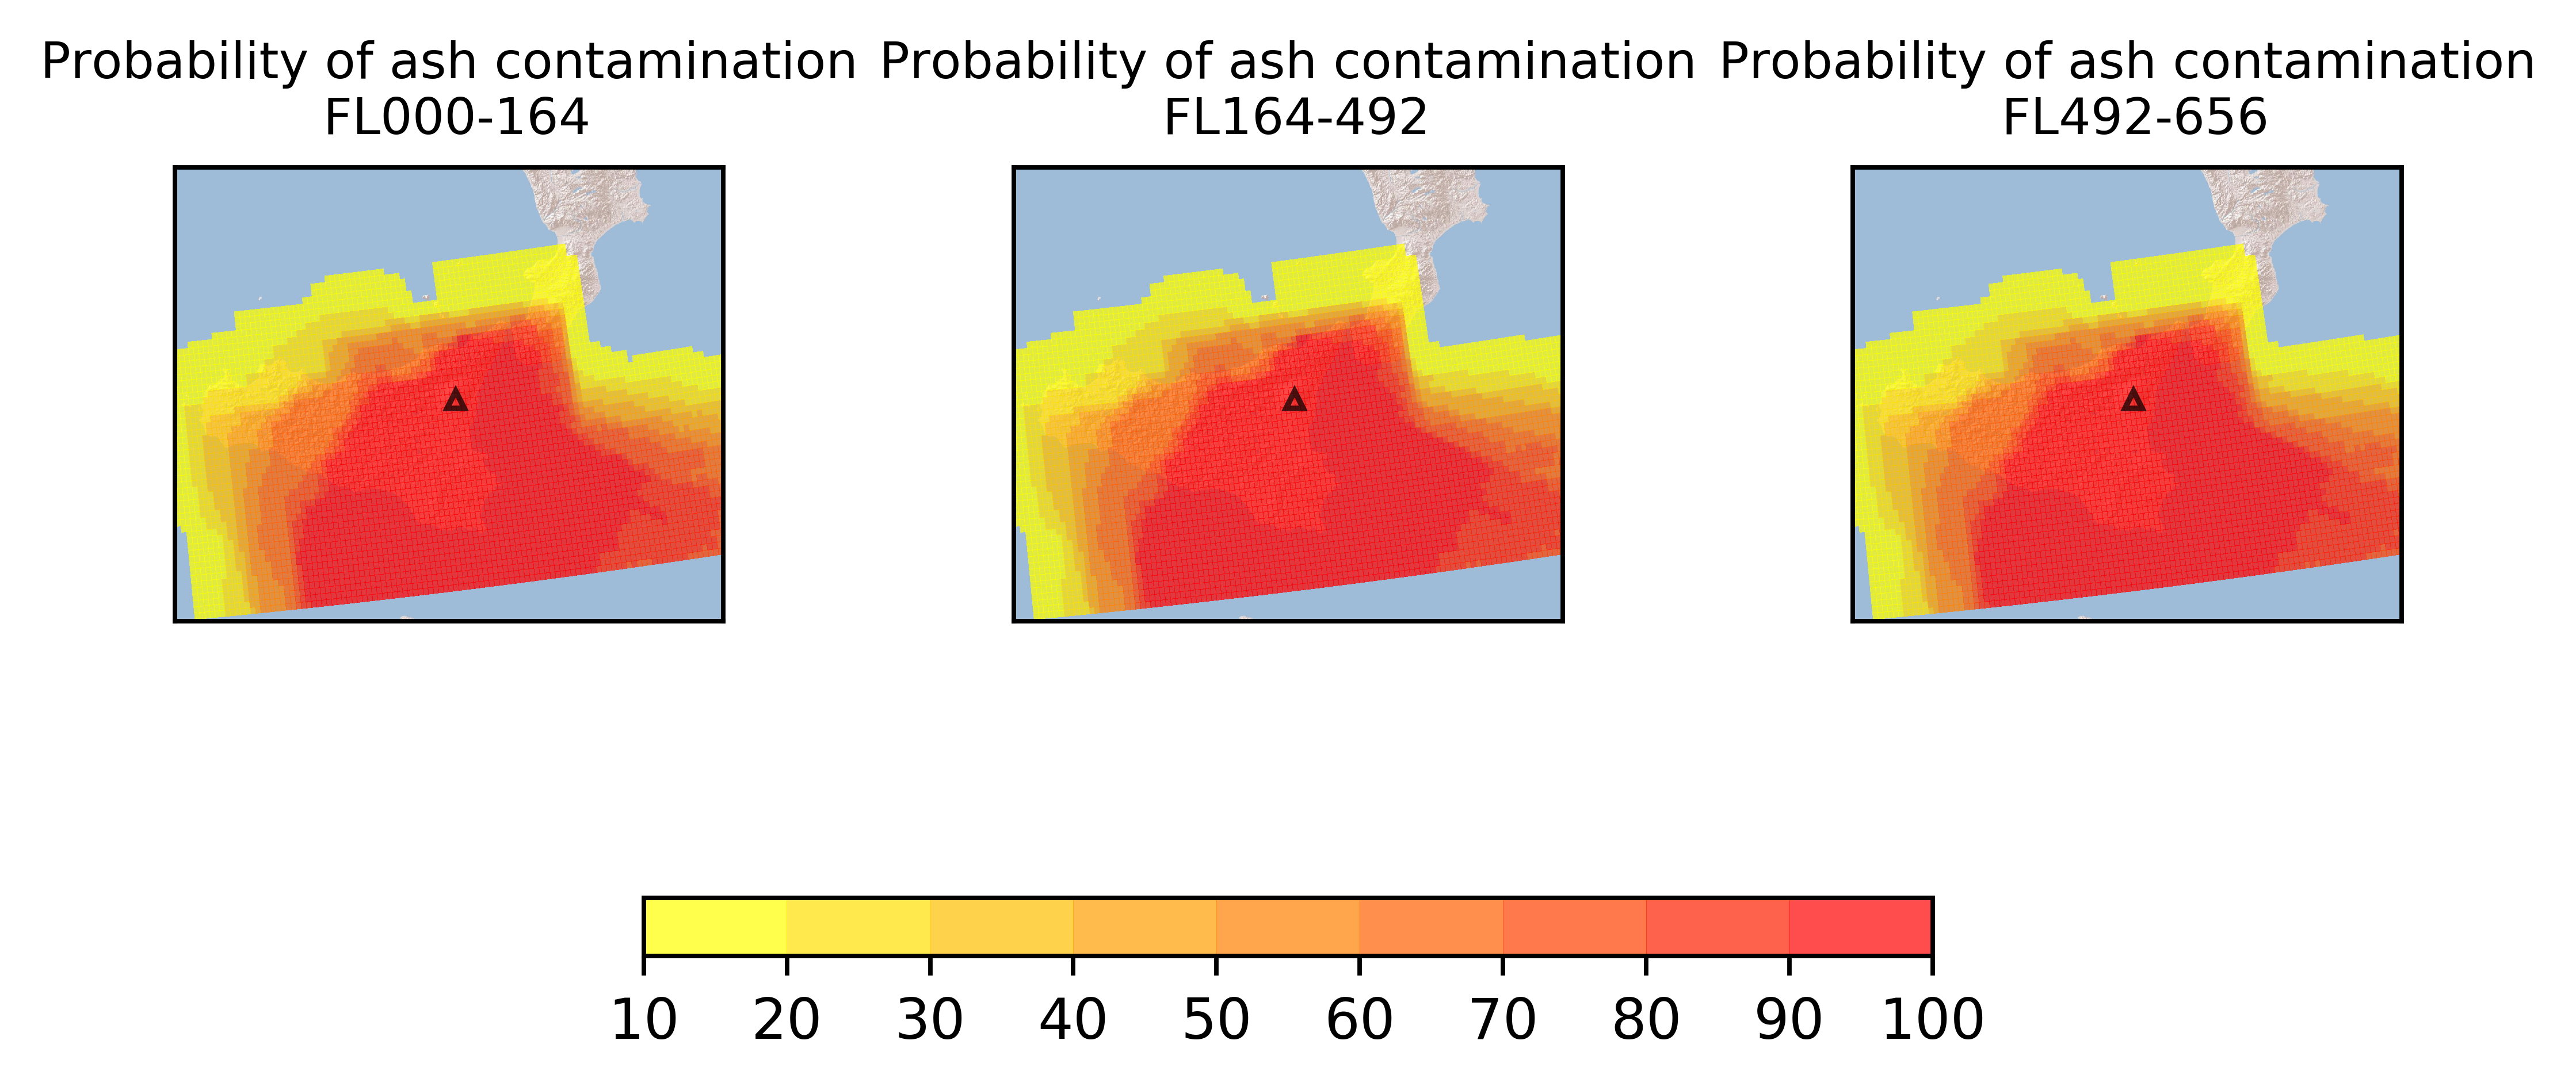 Probability of ash contamination
FL000-164
Probability of ash contamination
FL164-492
Probability of ash contamination
FL492-656
10 20 30 40 50 60 70 80 90 100